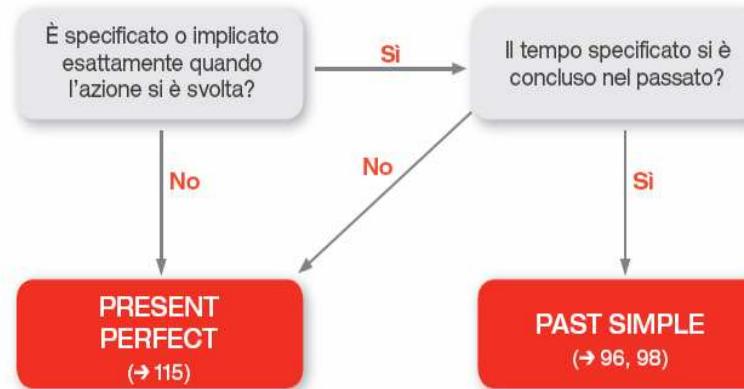 È specificato o implicato
esattamente quando
l'azione si è svolta?
Sì
Il tempo specificato si è
concluso nel passato?
No
No
Sì
PRESENT
PERFECT
(→ 115)
PAST SIMPLE
(→ 96, 98)